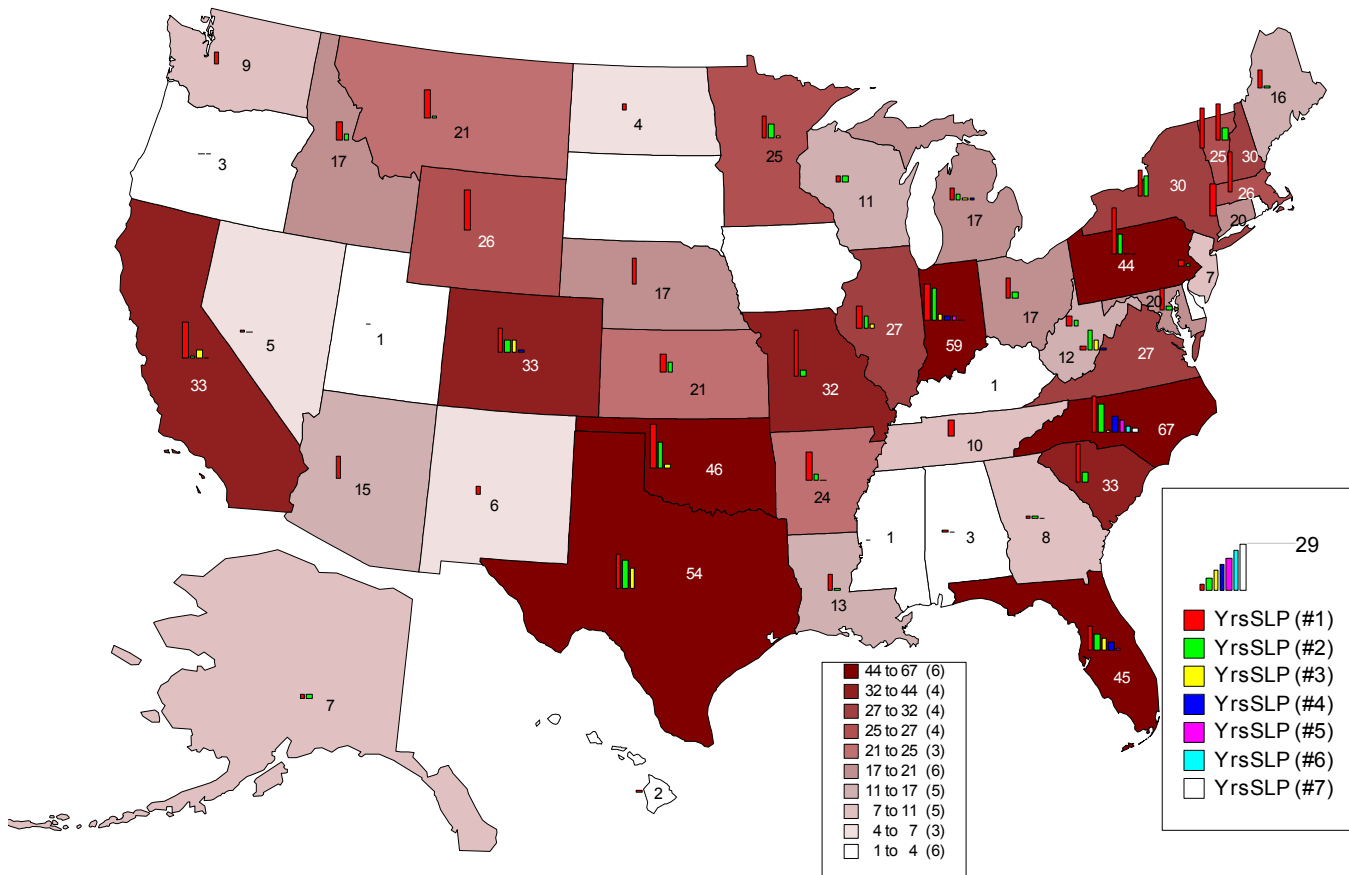 9
21
4
16
3
17
25
25
30
11
30
26
17
20
26
17
44
7
5
1
33
33
21
32
27
59
17
20
12
27
1
15
6
46
24
10
67
33
54
13
1
3
8
45
7
2
44 to 67 (6)
32 to 44 (4)
27 to 32 (4)
25 to 27 (4)
21 to 25 (3)
17 to 21 (6)
11 to 17 (5)
7 to 11 (5)
4 to 7 (3)
1 to 4 (6)
29
YrsSLP (#1)
YrsSLP (#2)
YrsSLP (#3)
YrsSLP (#4)
YrsSLP (#5)
YrsSLP (#6)
YrsSLP (#7)